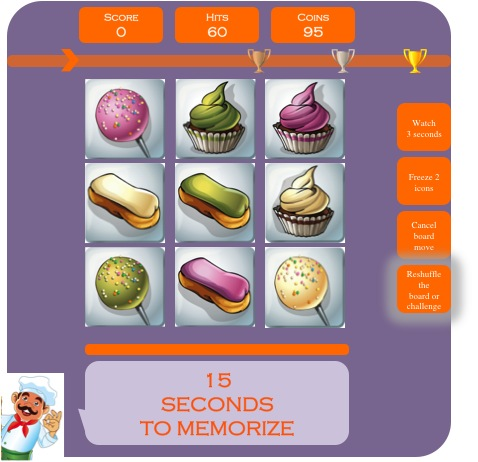 Score
0
Hits
60
Coins
95
Watch
3 seconds
Freeze 2
icons
Cancel
board
move
Reshuffle
the
board or
challenge
15
SECONDS
TO MEMORIZE